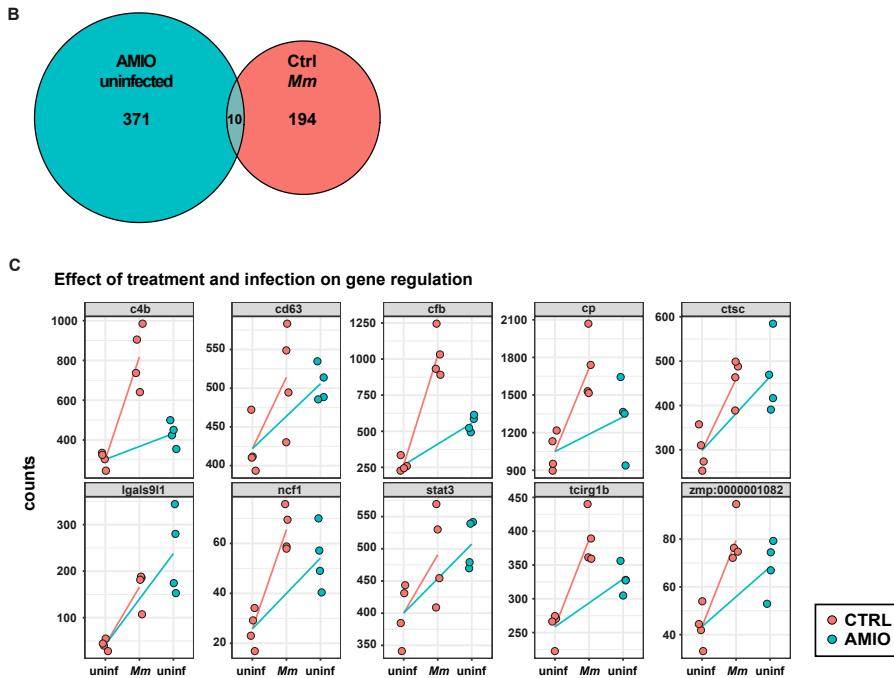 B
AMIO
uninfected
Ctrl
Mm
371
10
194
C
Effect of treatment and infection on gene regulation
counts
c4b
cd63
cfb
cp
ctsc
1000
800
600
400
550
500
450
400
1250
1000
750
500
250
2100
1800
1500
1200
900
600
500
400
300
lgals9l1
ncf1
stat3
tcirg1b
zmp:0000001082
300
200
100
60
40
20
550
500
450
400
350
450
400
350
300
250
80
60
40
uninf Mm uninf
uninf Mm uninf
uninf Mm uninf
uninf Mm uninf
uninf Mm uninf
CTRL
AMIO